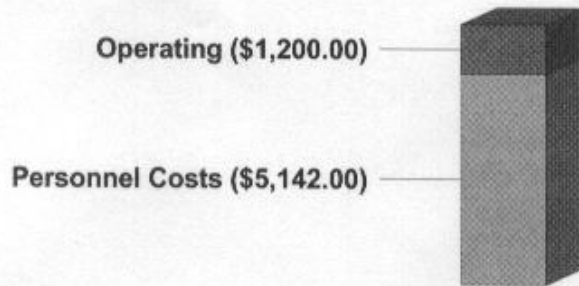 Operating ($1,200.00)
Personnel Costs ($5,142.00)